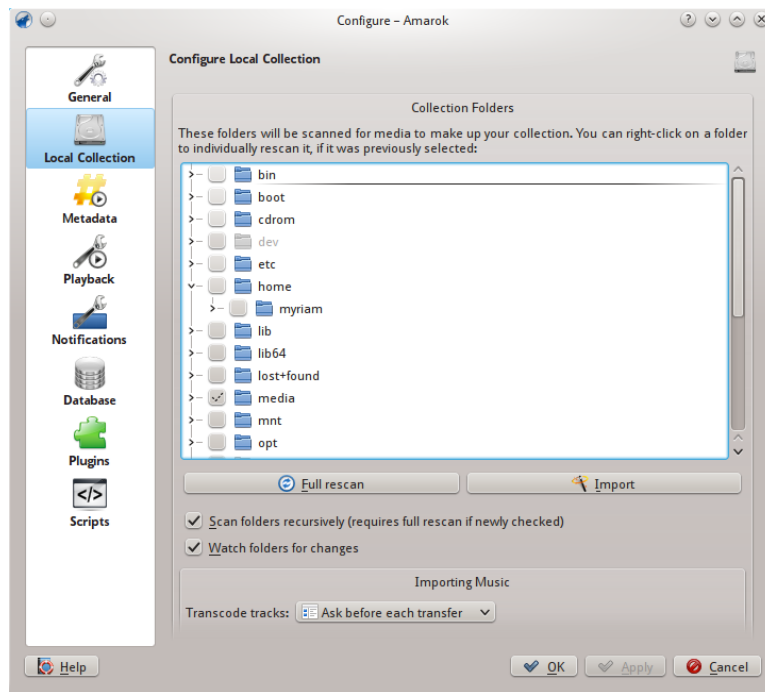 Configure – Amarok
General
Local Collection
Metadata
Playback
Notifications
Database
Plugins
Scripts
Configure Local Collection
Collection Folders
These folders will be scanned for media to make up your collection. You can right-click on a folder
to individually rescan it, if it was previously selected:
bin
boot
cdrom
dev
etc
home
myriam
lib
lib64
lost+found
media
mnt
opt
Full rescan
Import
Scan folders recursively (requires full rescan if newly checked)
Watch folders for changes
Importing Music
Transcode tracks: Ask before each transfer
Help
OK
Apply
Cancel